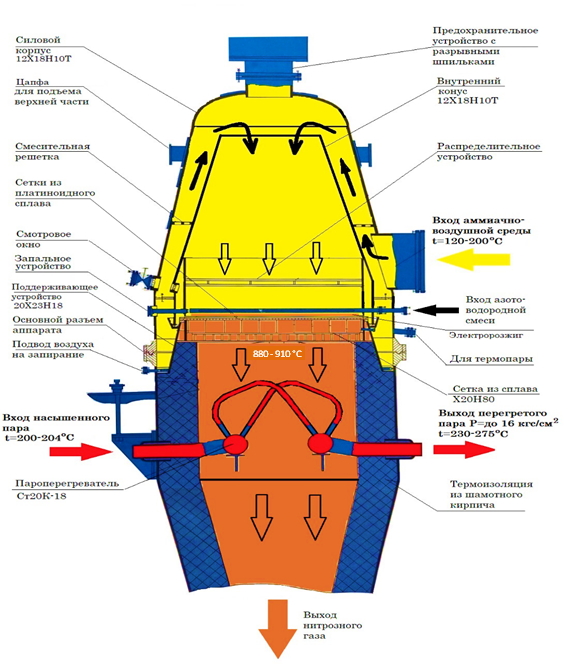 Силовой
корпус
12Х18Н10Т
Цапфа
для подъема
верхней части
Смесительная
решетка
Сетки из
платиноидного
сплава
Смотровое
окно
Запальное
устройство
Поддерживающее
устройство
20Х23Н18
Основной разъем
аппарата
Подвод воздуха
на запирание
Вход насышенного
пара
t=200-204°С
Пароперегреватель
Ст20К-18
Предохранительное
устройство с
разрывными
шпильками
Внутренний
конус
12Х18Н10Т
Распределительное
устройство
Вход аммиачно-
воздушной среды
t=120-200°С
Вход азото-
водородной
смеси
Электророзжиг
Для термопары
880 - 910 °С
Сетка из сплава
Х20Н80
Выход перегретого
пара Р=до 16 кгс/см²
t=230-275°С
Термоизоляция
из шамотного
кирпича
Выход
нитрозного
газа